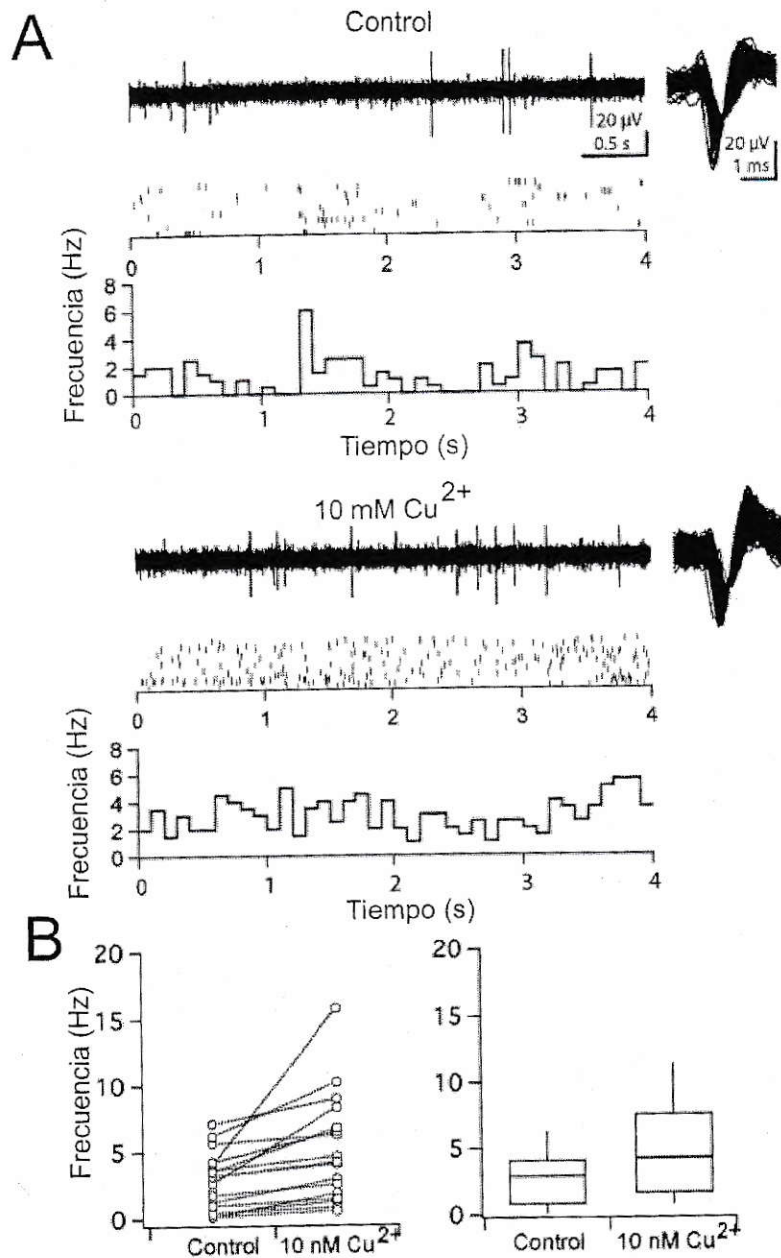 A
Control
20 µV
0.5 s
20 µV
1 ms
0 1 2 3 4
Frecuencia (Hz)
8
6
4
2
0
0 1 2 3 4
Tiempo (s)
10 mM Cu2+
0 1 2 3 4
Frecuencia (Hz)
8
6
4
2
0
0 1 2 3 4
Tiempo (s)
B
Frecuencia (Hz)
20
15
10
5
0
Control 10 nM Cu2+
20
15
10
5
0
Control 10 nM Cu2+